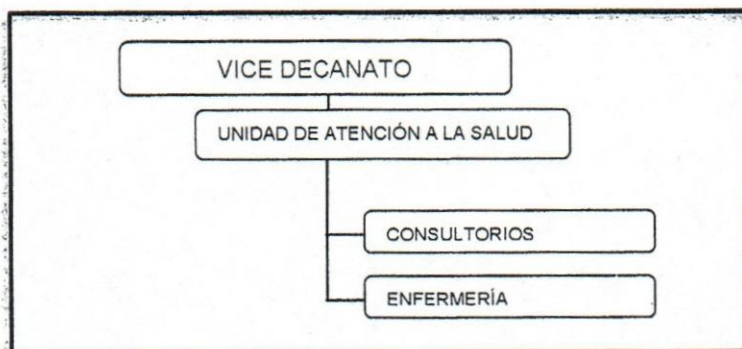 VICE DECANATO
UNIDAD DE ATENCIÓN A LA SALUD
CONSULTORIOS
ENFERMERÍA